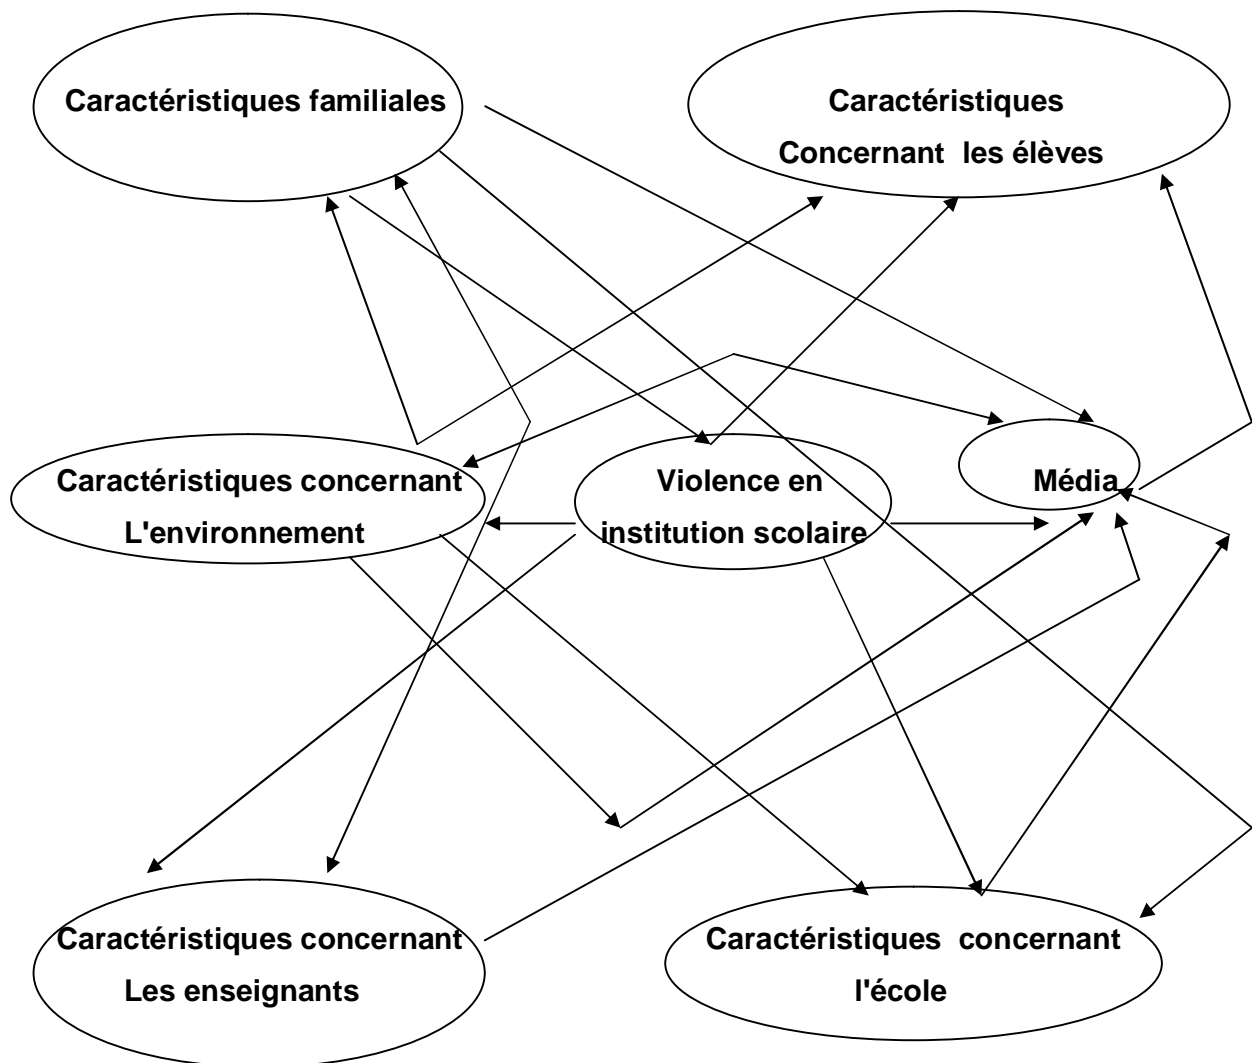 Caractéristiques familiales
Caractéristiques
Concernant les élèves
Caractéristiques concernant
L'environnement
Violence en
institution scolaire
Média
Caractéristiques concernant
Les enseignants
Caractéristiques concernant
l'école